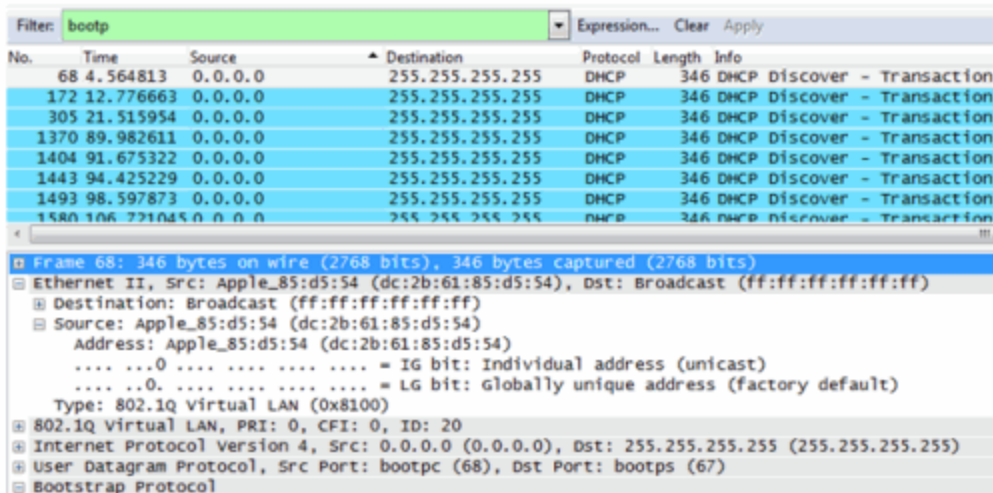 Filter: bootp Expression... Clear Apply
No. Time Source Destination Protocol Length Info
68 4.564813 0.0.0.0 255.255.255.255 DHCP 346 DHCP Discover - Transaction
172 12.776663 0.0.0.0 255.255.255.255 DHCP 346 DHCP Discover - Transaction
305 21.515954 0.0.0.0 255.255.255.255 DHCP 346 DHCP Discover - Transaction
1370 89.982611 0.0.0.0 255.255.255.255 DHCP 346 DHCP Discover - Transaction
1404 91.675322 0.0.0.0 255.255.255.255 DHCP 346 DHCP Discover - Transaction
1443 94.425229 0.0.0.0 255.255.255.255 DHCP 346 DHCP Discover - Transaction
1493 98.597873 0.0.0.0 255.255.255.255 DHCP 346 DHCP Discover - Transaction
1580 106.721045 0.0.0.0 255.255.255.255 DHCP 346 DHCP Discover - Transaction
Frame 68: 346 bytes on wire (2768 bits), 346 bytes captured (2768 bits)
Ethernet II, Src: Apple_85:d5:54 (dc:2b:61:85:d5:54), Dst: Broadcast (ff:ff:ff:ff:ff:ff)
Destination: Broadcast (ff:ff:ff:ff:ff:ff)
Source: Apple_85:d5:54 (dc:2b:61:85:d5:54)
Address: Apple_85:d5:54 (dc:2b:61:85:d5:54)
.... ...0 .... .... .... .... = IG bit: Individual address (unicast)
.... ..0. .... .... .... .... = LG bit: Globally unique address (factory default)
Type: 802.1Q Virtual LAN (0x8100)
802.1Q Virtual LAN, PRI: 0, CFI: 0, ID: 20
Internet Protocol Version 4, Src: 0.0.0.0 (0.0.0.0), Dst: 255.255.255.255 (255.255.255.255)
User Datagram Protocol, Src Port: bootpc (68), Dst Port: bootps (67)
Bootstrap Protocol